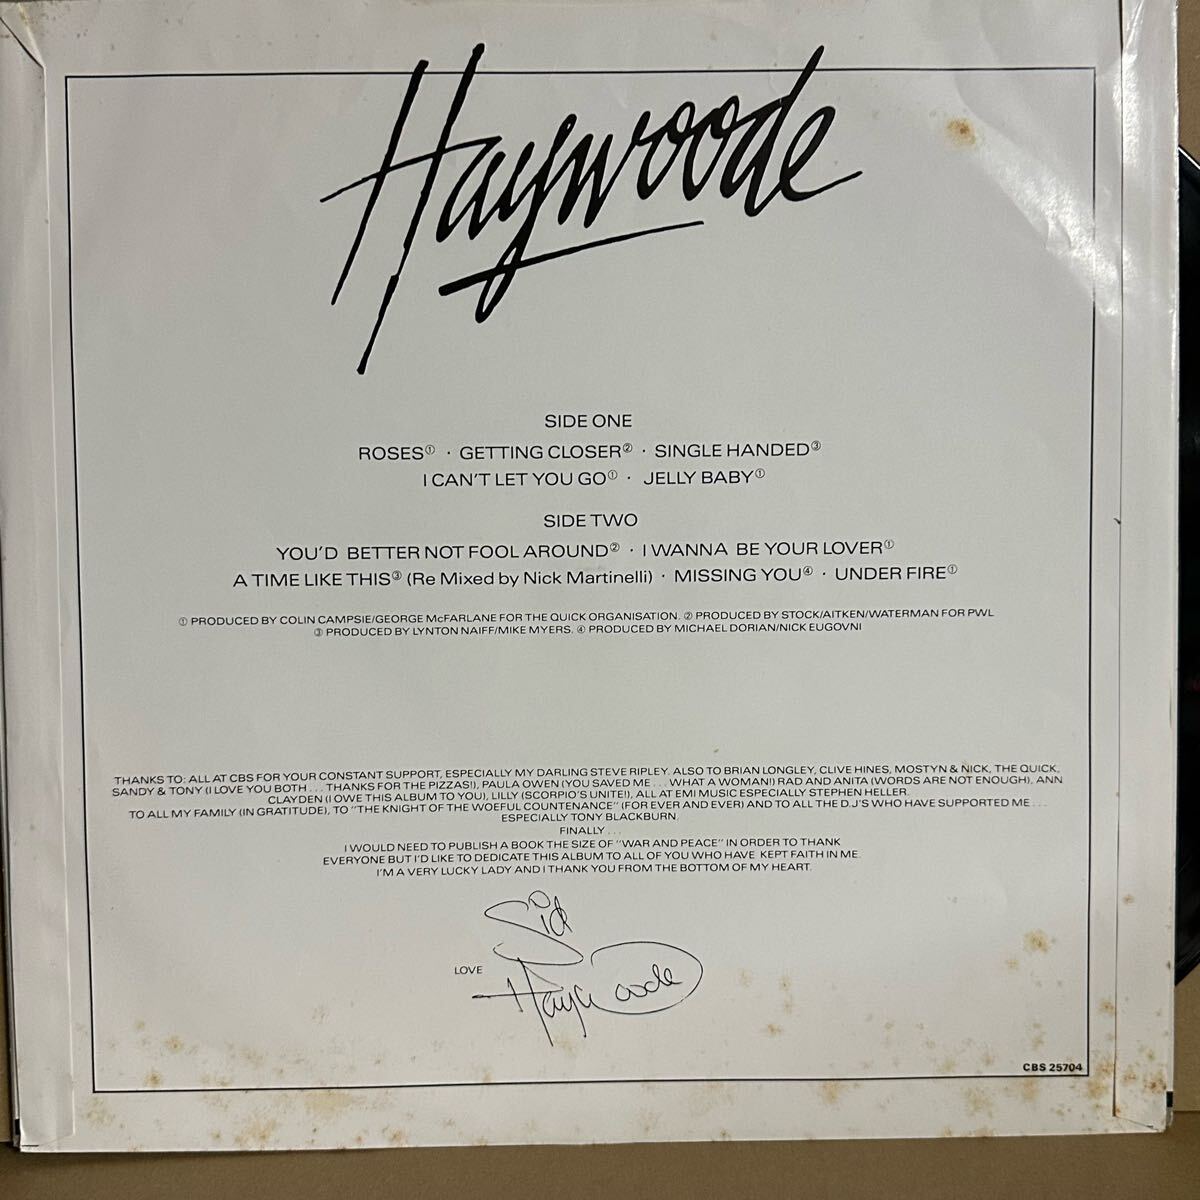 Haywoode
SIDE ONE
ROSES① · GETTING CLOSER② · SINGLE HANDED③
I CAN'T LET YOU GO① · JELLY BABY①
SIDE TWO
YOU'D BETTER NOT FOOL AROUND② · I WANNA BE YOUR LOVER①
A TIME LIKE THIS③ (Re Mixed by Nick Martinelli) · MISSING YOU④ · UNDER FIRE①
① PRODUCED BY COLIN CAMPSIE/GEORGE McFARLANE FOR THE QUICK ORGANISATION. ② PRODUCED BY STOCK/AITKEN/WATERMAN FOR PWL
③ PRODUCED BY LYNTON NAIFF/MIKE MYERS. ④ PRODUCED BY MICHAEL DORIAN/NICK EUGOVNI
THANKS TO: ALL AT CBS FOR YOUR CONSTANT SUPPORT, ESPECIALLY MY DARLING STEVE RIPLEY. ALSO TO BRIAN LONGLEY, CLIVE HINES, MOSTYN & NICK, THE QUICK,
SANDY & TONY (I LOVE YOU BOTH ... THANKS FOR THE PIZZAS!), PAULA OWEN (YOU SAVED ME ... WHAT A WOMAN!) RAD AND ANITA (WORDS ARE NOT ENOUGH). ANN
CLAYDEN (I OWE THIS ALBUM TO YOU), LILLY (SCORPIO'S UNITE!), ALL AT EMI MUSIC ESPECIALLY STEPHEN HELLER.
TO ALL MY FAMILY (IN GRATITUDE), TO "THE KNIGHT OF THE WOEFUL COUNTENANCE" (FOR EVER AND EVER) AND TO ALL THE D.J'S WHO HAVE SUPPORTED ME ...
ESPECIALLY TONY BLACKBURN.
FINALLY ...
I WOULD NEED TO PUBLISH A BOOK THE SIZE OF "WAR AND PEACE" IN ORDER TO THANK
EVERYONE BUT I'D LIKE TO DEDICATE THIS ALBUM TO ALL OF YOU WHO HAVE KEPT FAITH IN ME.
I'M A VERY LUCKY LADY AND I THANK YOU FROM THE BOTTOM OF MY HEART.
Sid
LOVE Haywoode
CBS 25704